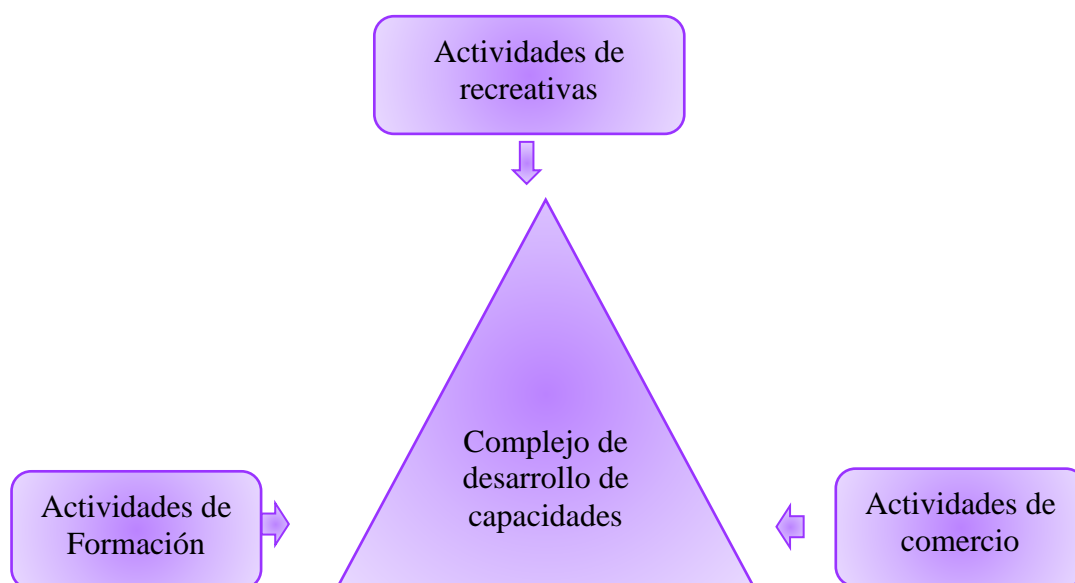 Actividades de
recreativas
Complejo de
desarrollo de
capacidades
Actividades de
Formación
Actividades de
comercio